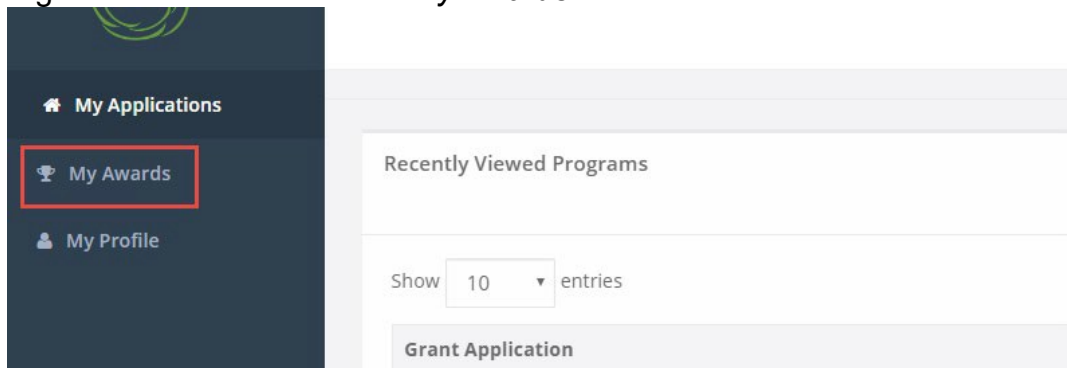 My Applications
My Awards
My Profile
Recently Viewed Programs
Show 10 entries
Grant Application